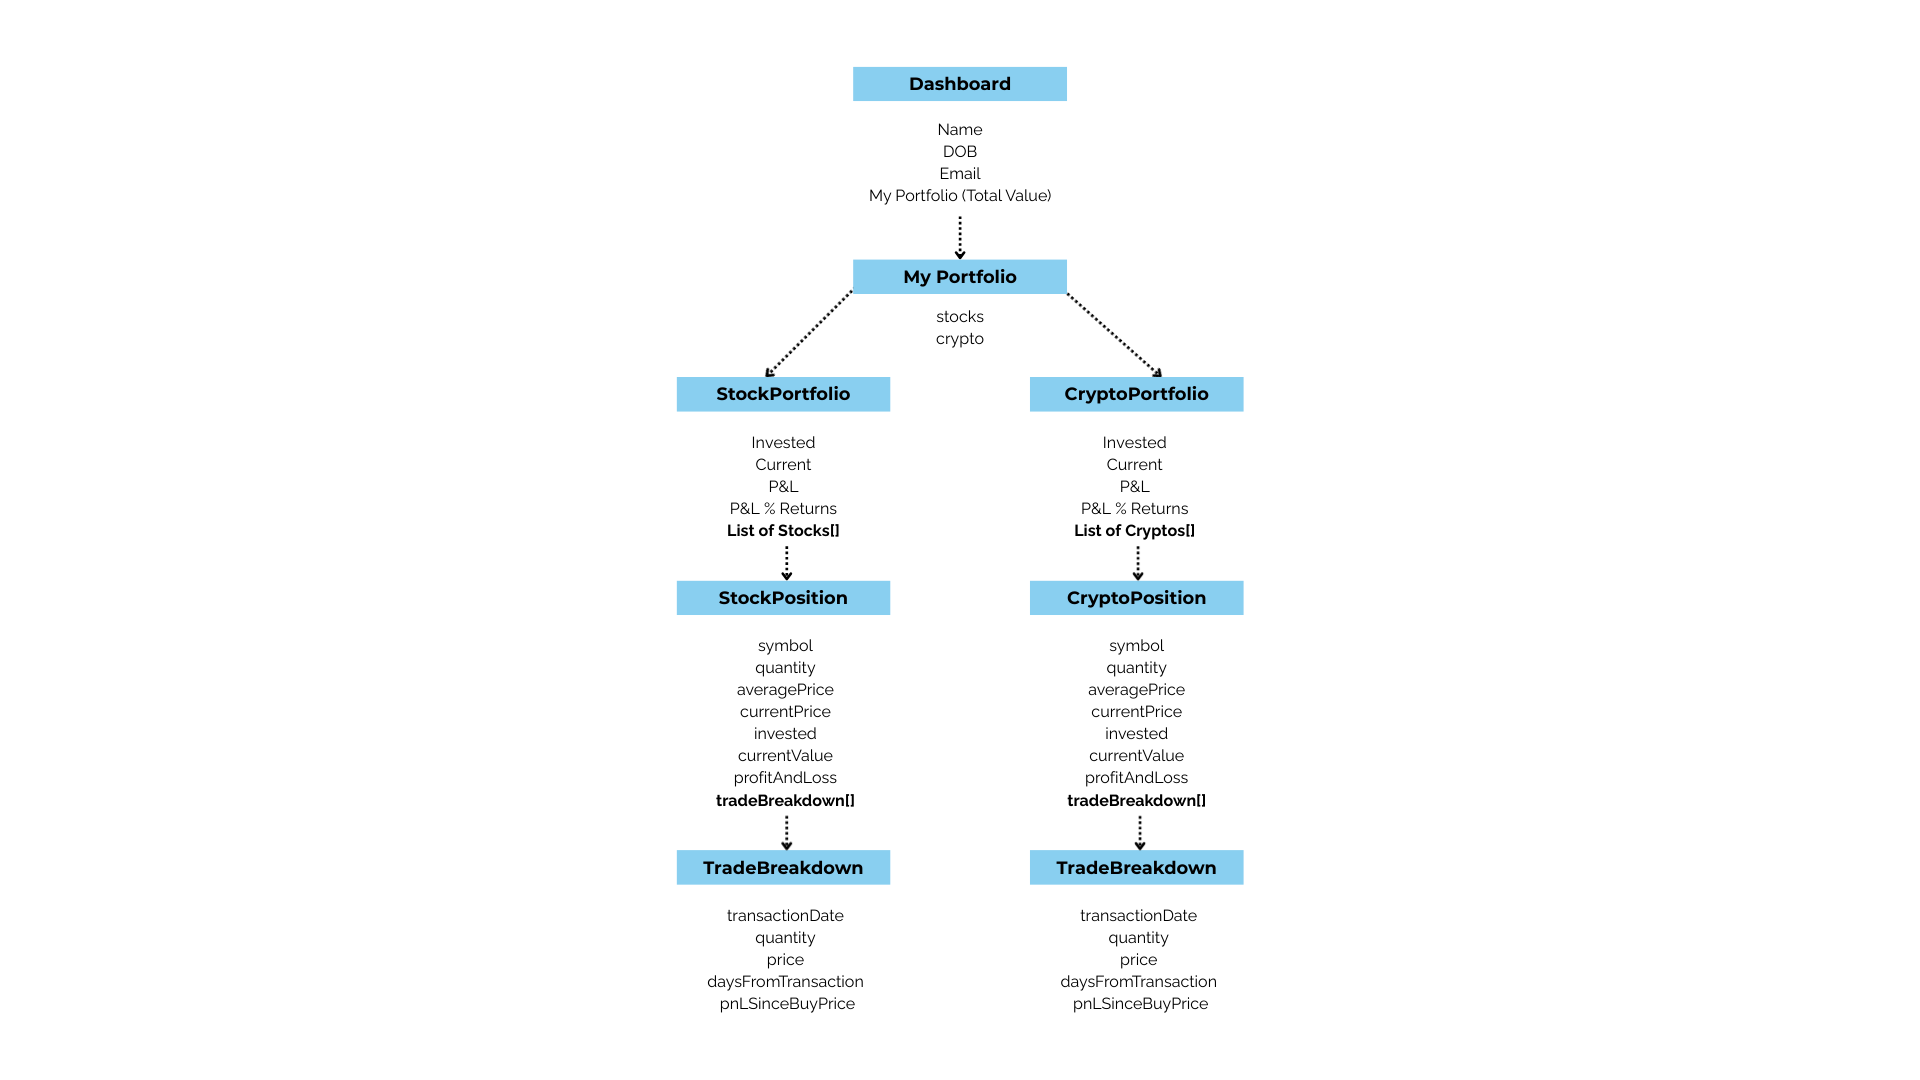 Dashboard
Name
DOB
Email
My Portfolio (Total Value)
My Portfolio
stocks
crypto
StockPortfolio
Invested
Current
P&L
P&L % Returns
List of Stocks[]
StockPosition
symbol
quantity
averagePrice
currentPrice
invested
currentValue
profitAndLoss
tradeBreakdown[]
TradeBreakdown
transactionDate
quantity
price
daysFromTransaction
pnLSinceBuyPrice
CryptoPortfolio
Invested
Current
P&L
P&L % Returns
List of Cryptos[]
CryptoPosition
symbol
quantity
averagePrice
currentPrice
invested
currentValue
profitAndLoss
tradeBreakdown[]
TradeBreakdown
transactionDate
quantity
price
daysFromTransaction
pnLSinceBuyPrice